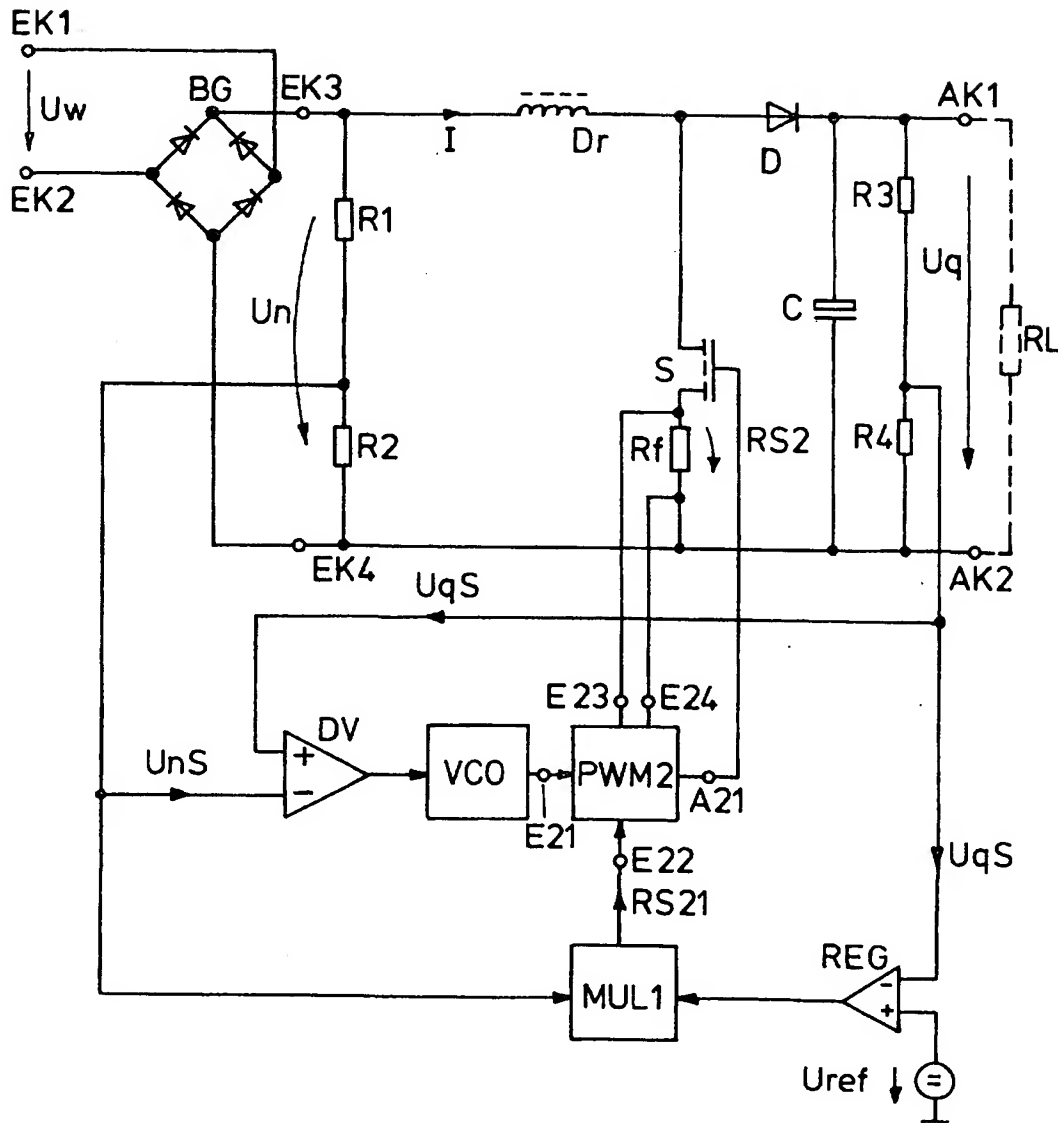 EK1
Uw
BG
EK3
EK2
I
Dr
D
AK1
R1
R3
Un
Uq
C
RL
S
R2
Rf
RS2
R4
EK4
AK2
UqS
E23
E24
DV
UnS
+
-
VCO
PWM2
A21
E21
E22
UqS
RS21
REG
MUL1
-
+
Uref
=